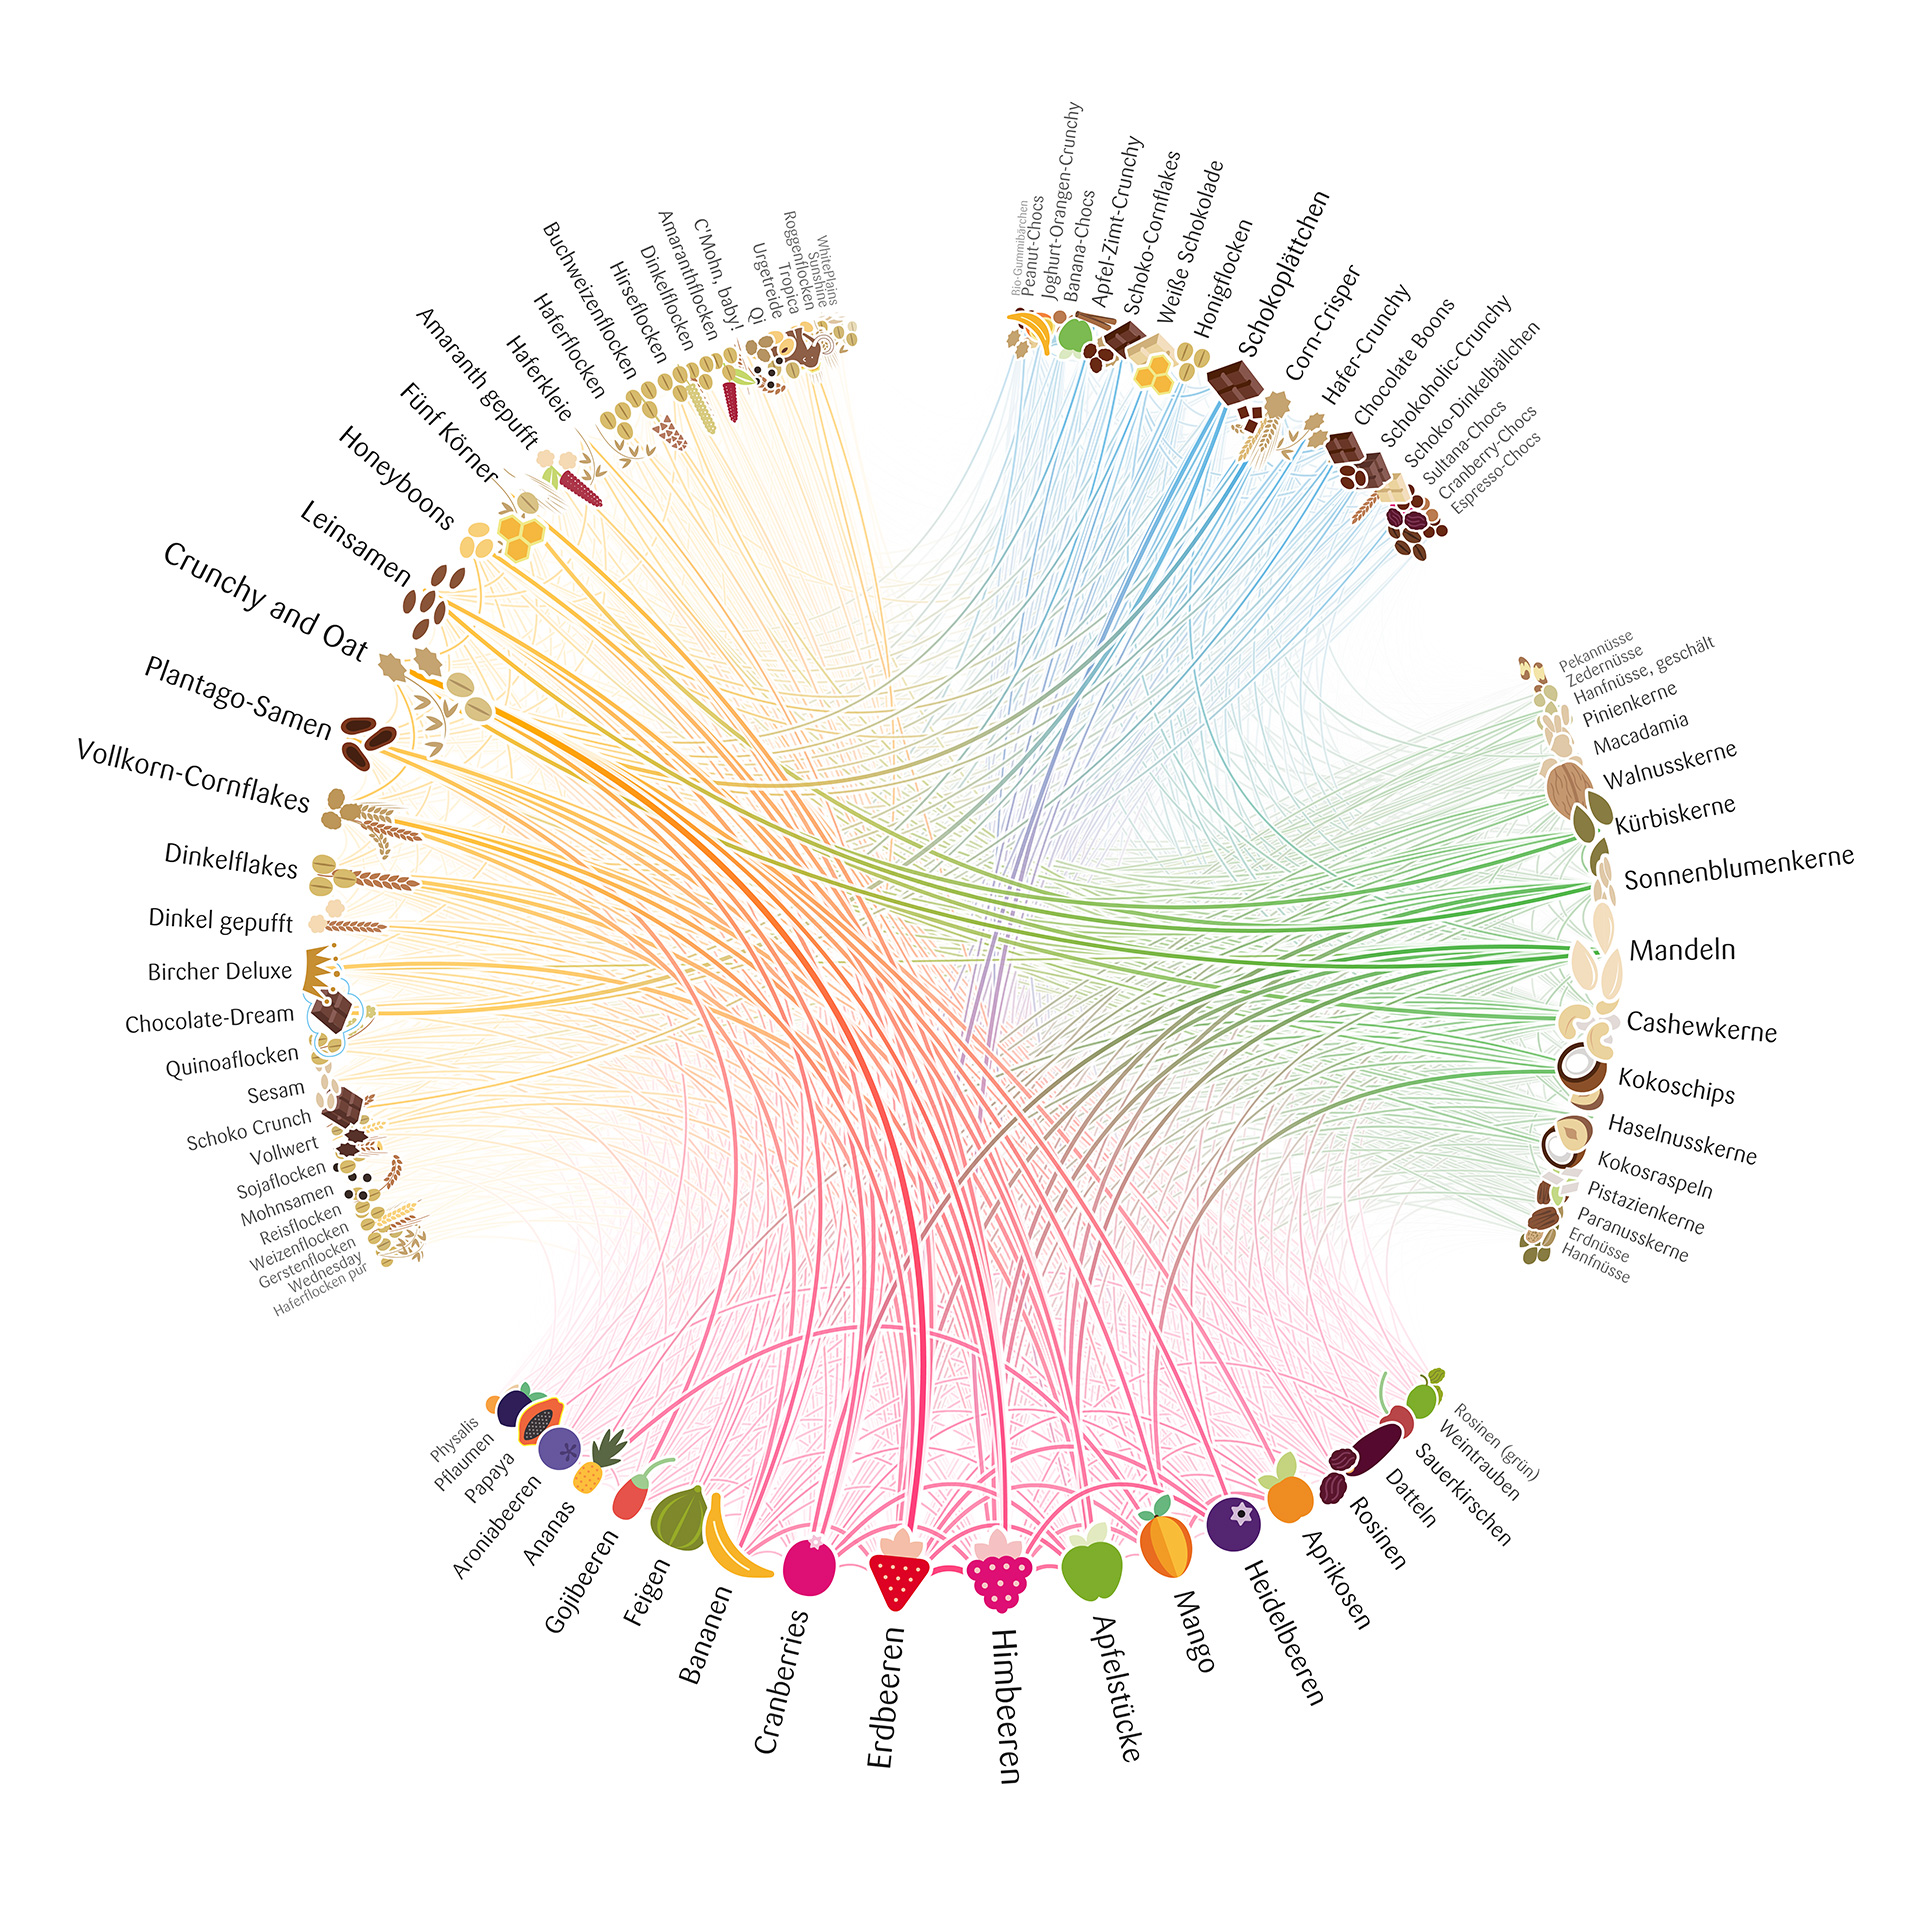 Bio-Gummibärchen
Peanut-Chocs
Joghurt-Orangen-Crunchy
Banana-Chocs
Apfel-Zimt-Crunchy
Schoko-Cornflakes
Weiße Schokolade
Honigflocken
Schokoplättchen
Corn-Crisper
Hafer-Crunchy
Chocolate Boons
Schokoholic-Crunchy
Schoko-Dinkelbällchen
Sultana-Chocs
Cranberry-Chocs
Espresso-Chocs
Pekannüsse
Zedernüsse
Hanfnüsse, geschält
Pinienkerne
Macadamia
Walnusskerne
Kürbiskerne
Sonnenblumenkerne
Mandeln
Cashewkerne
Kokoschips
Haselnusskerne
Kokosraspeln
Pistazienkerne
Paranusskerne
Erdnüsse
Hanfnüsse
Rosinen (grün)
Weintrauben
Sauerkirschen
Datteln
Rosinen
Aprikosen
Heidelbeeren
Mango
Apfelstücke
Himbeeren
Erdbeeren
Cranberries
Bananen
Feigen
Gojibeeren
Ananas
Aroniabeeren
Papaya
Pflaumen
Physalis
Haferflocken pur
Wednesday
Gerstenflocken
Weizenflocken
Reisflocken
Mohnsamen
Sojaflocken
Vollwert
Schoko Crunch
Sesam
Quinoaflocken
Chocolate-Dream
Bircher Deluxe
Dinkel gepufft
Dinkelflakes
Vollkorn-Cornflakes
Plantago-Samen
Crunchy and Oat
Leinsamen
Honeyboons
Fünf Körner
Amaranth gepufft
Haferkleie
Haferflocken
Buchweizenflocken
Hirseflocken
Dinkelflocken
Amaranthflocken
C'Mohn, baby!
Qi
Urgetreide
Tropica
Roggenflocken
Sunshine
WhitePlains